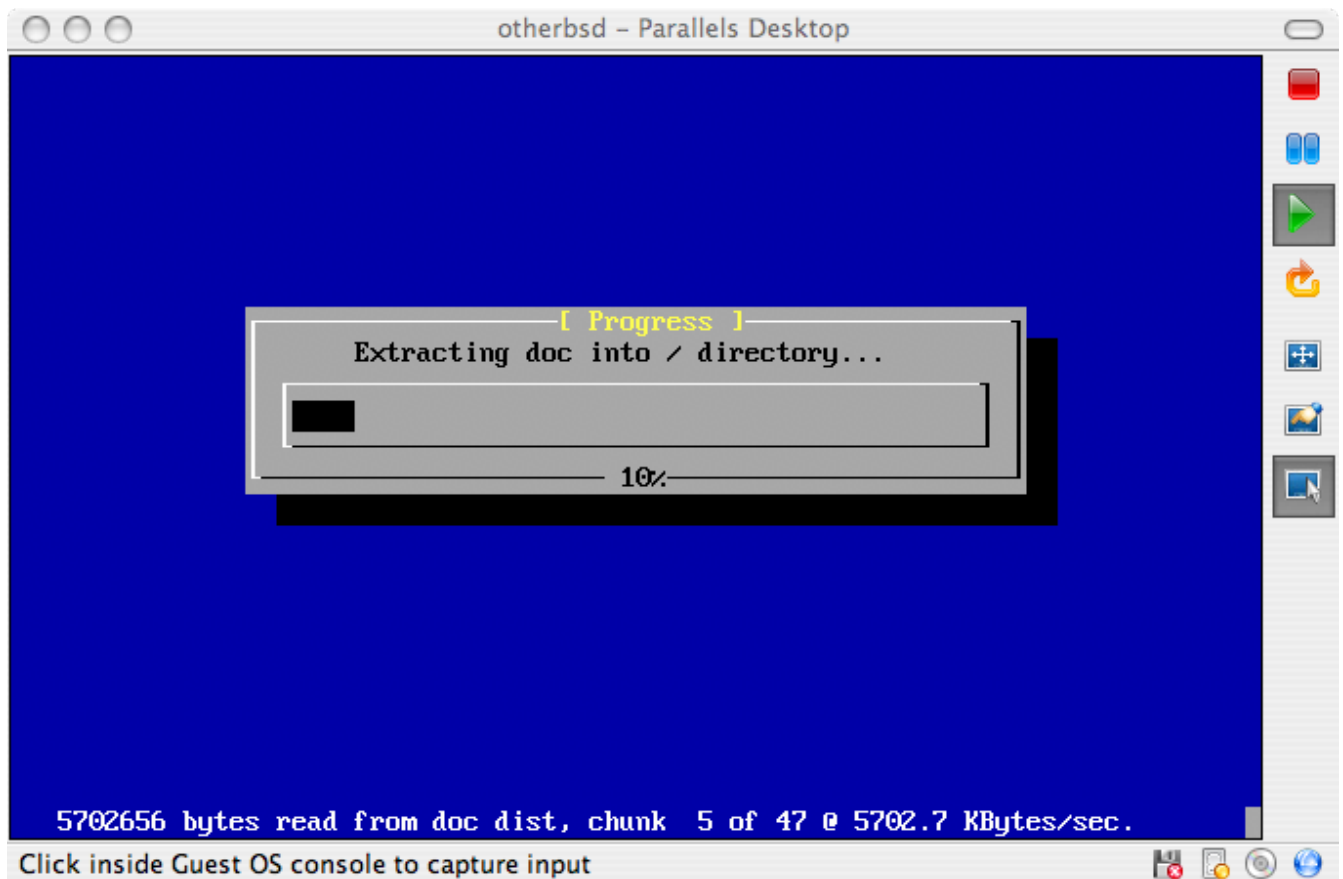 otherbsd – Parallels Desktop
[ Progress ]
Extracting doc into / directory...
10%
5702656 bytes read from doc dist, chunk  5 of 47 @ 5702.7 KBytes/sec.
Click inside Guest OS console to capture input